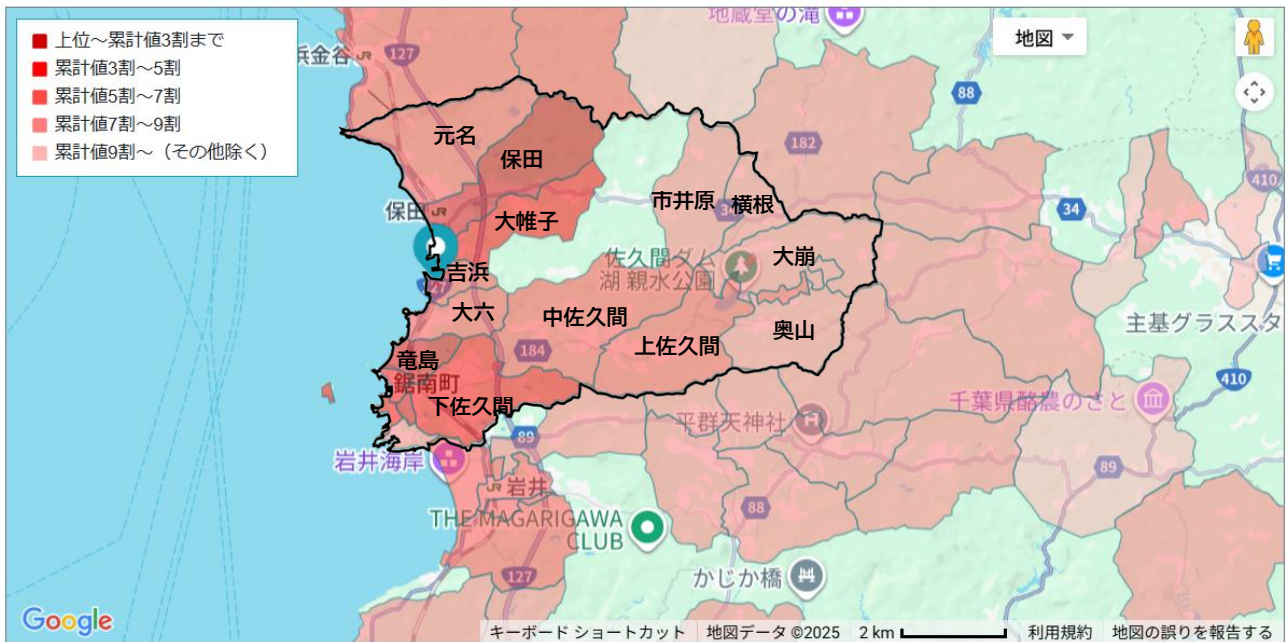 上位～累計値3割まで
累計値3割～5割
累計値5割～7割
累計値7割～9割
累計値9割～（その他除く）
浜金谷 JR
127
地蔵堂の滝
地図
88
元名
保田
182
410
保田 JR
大帷子
市井原
横根
34
34
吉浜
127
佐久間ダム
湖 親水公園
大崩
大六
中佐久間
上佐久間
奥山
主基グラススタ
184
竜島
鋸南町
下佐久間
410
千葉県酪農のさと
平群天神社
89
岩井海岸
89
JR 岩井
THE MAGARIGAWA
CLUB
88
127
かじか橋
Google
キーボード ショートカット
地図データ ©2025
2 km
利用規約
地図の誤りを報告する